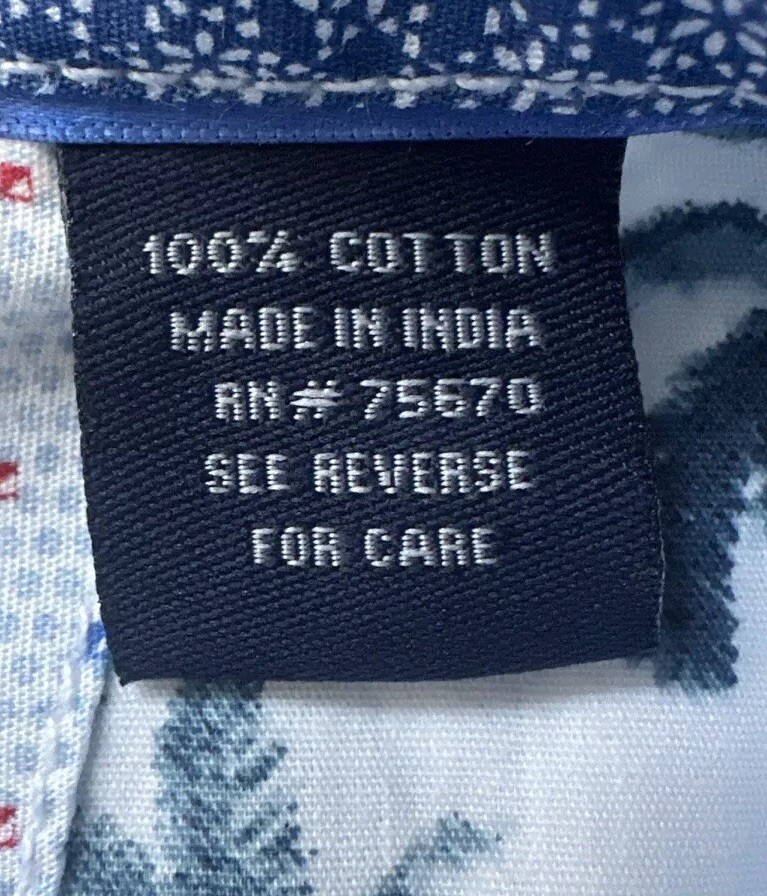 100% COTTON
MADE IN INDIA
RN# 75670
SEE REVERSE
FOR CARE